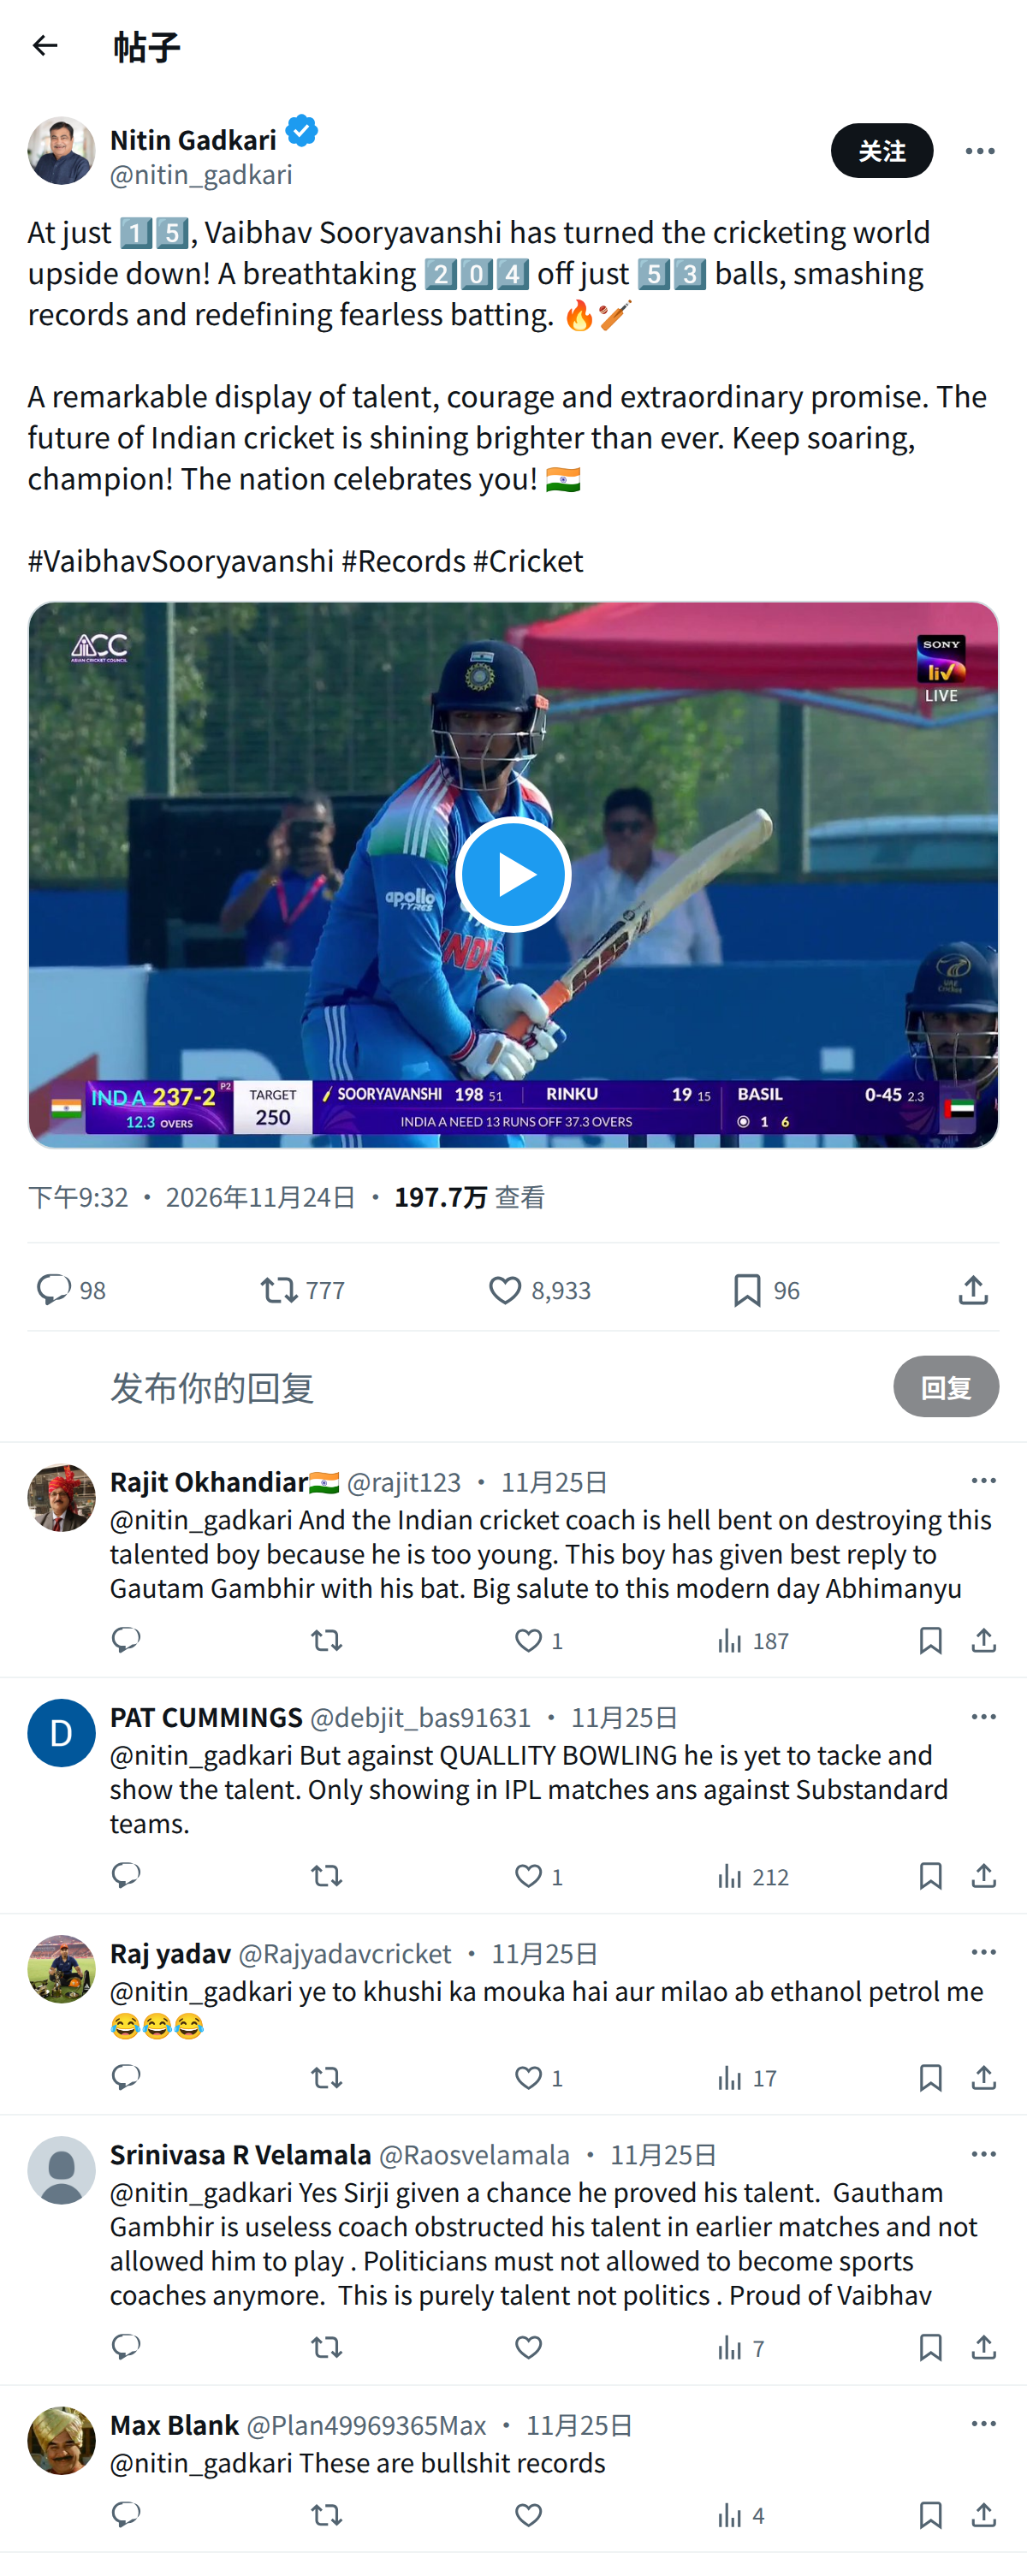 帖子
Nitin Gadkari
@nitin_gadkari
关注
At just 1️⃣5️⃣, Vaibhav Sooryavanshi has turned the cricketing world
upside down! A breathtaking 2️⃣0️⃣4️⃣ off just 5️⃣3️⃣ balls, smashing
records and redefining fearless batting. 🔥🏏
A remarkable display of talent, courage and extraordinary promise. The
future of Indian cricket is shining brighter than ever. Keep soaring,
champion! The nation celebrates you! 🇮🇳
#VaibhavSooryavanshi #Records #Cricket
ACC
ASIAN CRICKET COUNCIL
SONY
liv
LIVE
apollo
TYRES
INDI
UAE
Cricket
IND A 237-2 P2
12.3 OVERS
TARGET
250
SOORYAVANSHI 198 51
RINKU 19 15
INDIA A NEED 13 RUNS OFF 37.3 OVERS
BASIL 0-45 2.3
1 6
下午9:32 · 2026年11月24日 · 197.7万 查看
98 777 8,933 96
发布你的回复
回复
Rajit Okhandiar🇮🇳 @rajit123 · 11月25日
@nitin_gadkari And the Indian cricket coach is hell bent on destroying this
talented boy because he is too young. This boy has given best reply to
Gautam Gambhir with his bat. Big salute to this modern day Abhimanyu
1 187
D
PAT CUMMINGS @debjit_bas91631 · 11月25日
@nitin_gadkari But against QUALLITY BOWLING he is yet to tacke and
show the talent. Only showing in IPL matches ans against Substandard
teams.
1 212
Raj yadav @Rajyadavcricket · 11月25日
@nitin_gadkari ye to khushi ka mouka hai aur milao ab ethanol petrol me
😂😂😂
1 17
Srinivasa R Velamala @Raosvelamala · 11月25日
@nitin_gadkari Yes Sirji given a chance he proved his talent.  Gautham
Gambhir is useless coach obstructed his talent in earlier matches and not
allowed him to play . Politicians must not allowed to become sports
coaches anymore.  This is purely talent not politics . Proud of Vaibhav
7
Max Blank @Plan49969365Max · 11月25日
@nitin_gadkari These are bullshit records
4